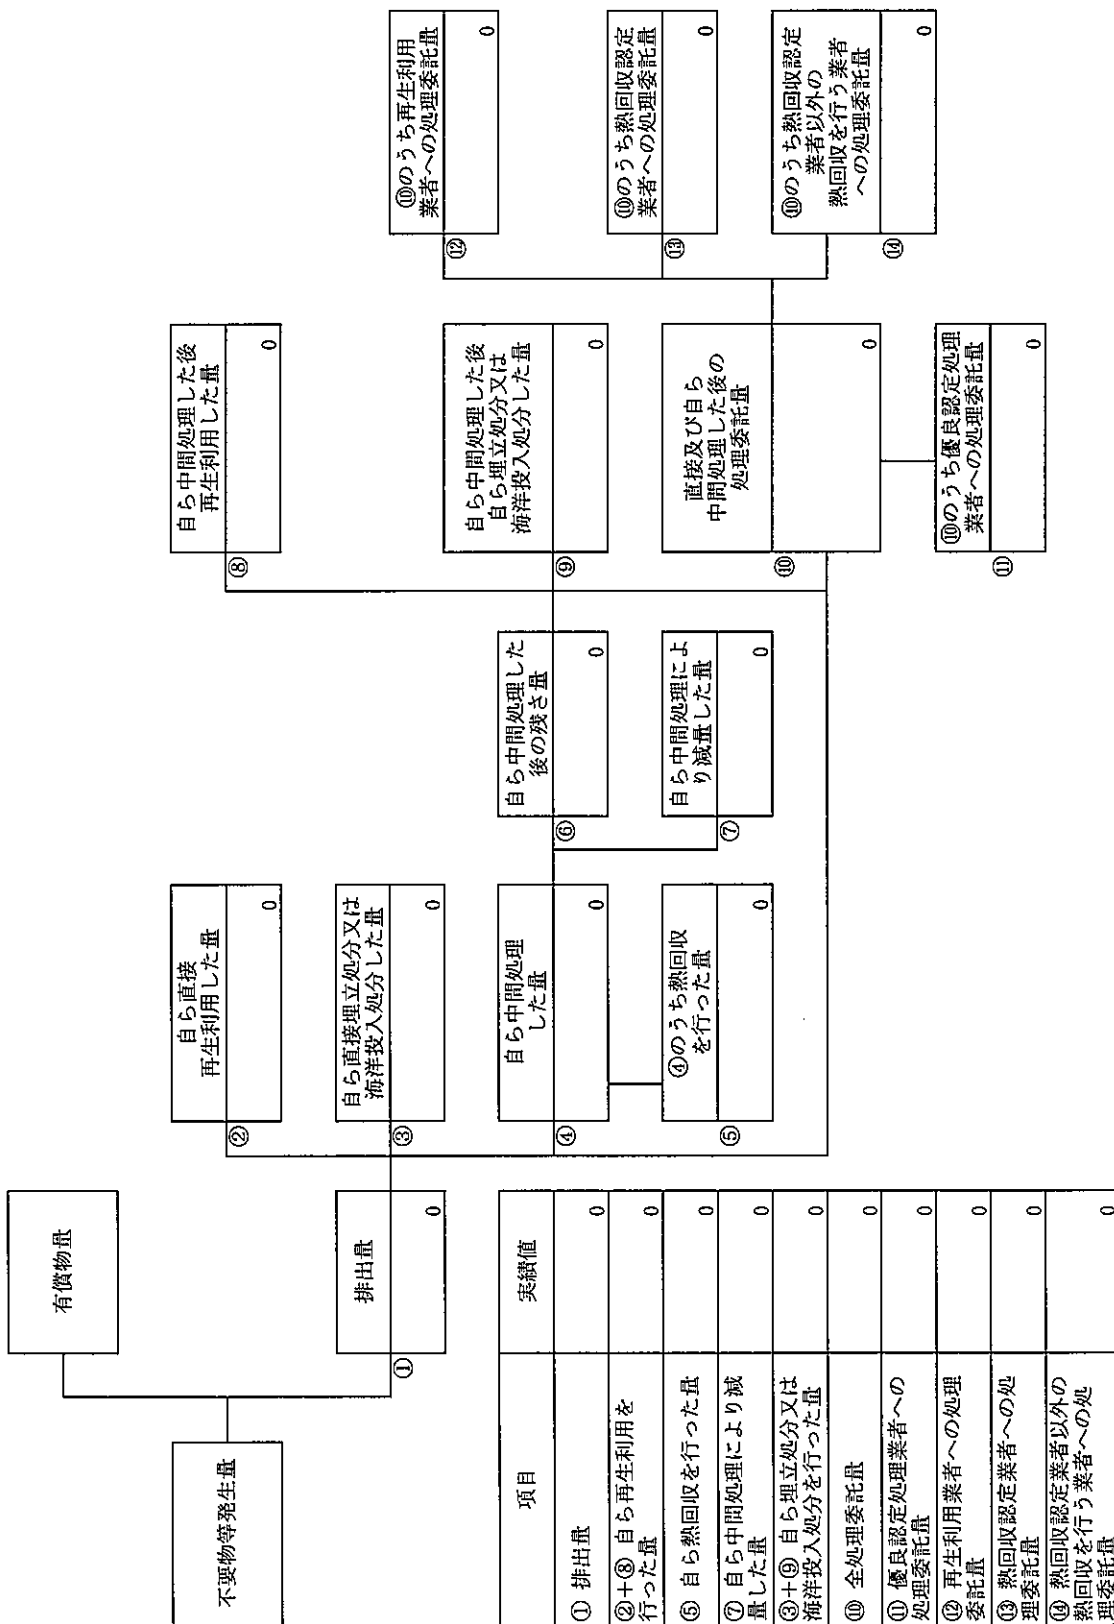 不要物等発生量
有償物量
排出量
①
0
自ら直接
再生利用した量
②
0
自ら直接埋立処分又は
海洋投入処分した量
③
0
自ら中間処理
した量
④
0
④のうち熱回収
を行った量
⑤
0
自ら中間処理した
後の残さ量
⑥
0
自ら中間処理によ
り減量した量
⑦
0
自ら中間処理した後
再生利用した量
⑧
0
自ら中間処理した後
自ら埋立処分又は
海洋投入処分した量
⑨
0
直接及び自ら
中間処理した後の
処理委託量
⑩
0
⑩のうち優良認定処理
業者への処理委託量
⑪
0
⑩のうち再生利用
業者への処理委託量
⑫
0
⑩のうち熱回収認定
業者への処理委託量
⑬
0
⑩のうち熱回収認定
業者以外の
熱回収を行う業者
への処理委託量
⑭
0
項目 実績値
① 排出量 0
②+⑧ 自ら再生利用を
行った量 0
⑤ 自ら熱回収を行った量 0
⑦ 自ら中間処理により減
量した量 0
③+⑨ 自ら埋立処分又は
海洋投入処分を行った量 0
⑩ 全処理委託量 0
⑪ 優良認定処理業者への
処理委託量 0
⑫ 再生利用業者への処理
委託量 0
⑬ 熱回収認定業者への処
理委託量 0
⑭ 熱回収認定業者以外の
熱回収を行う業者への処
理委託量 0